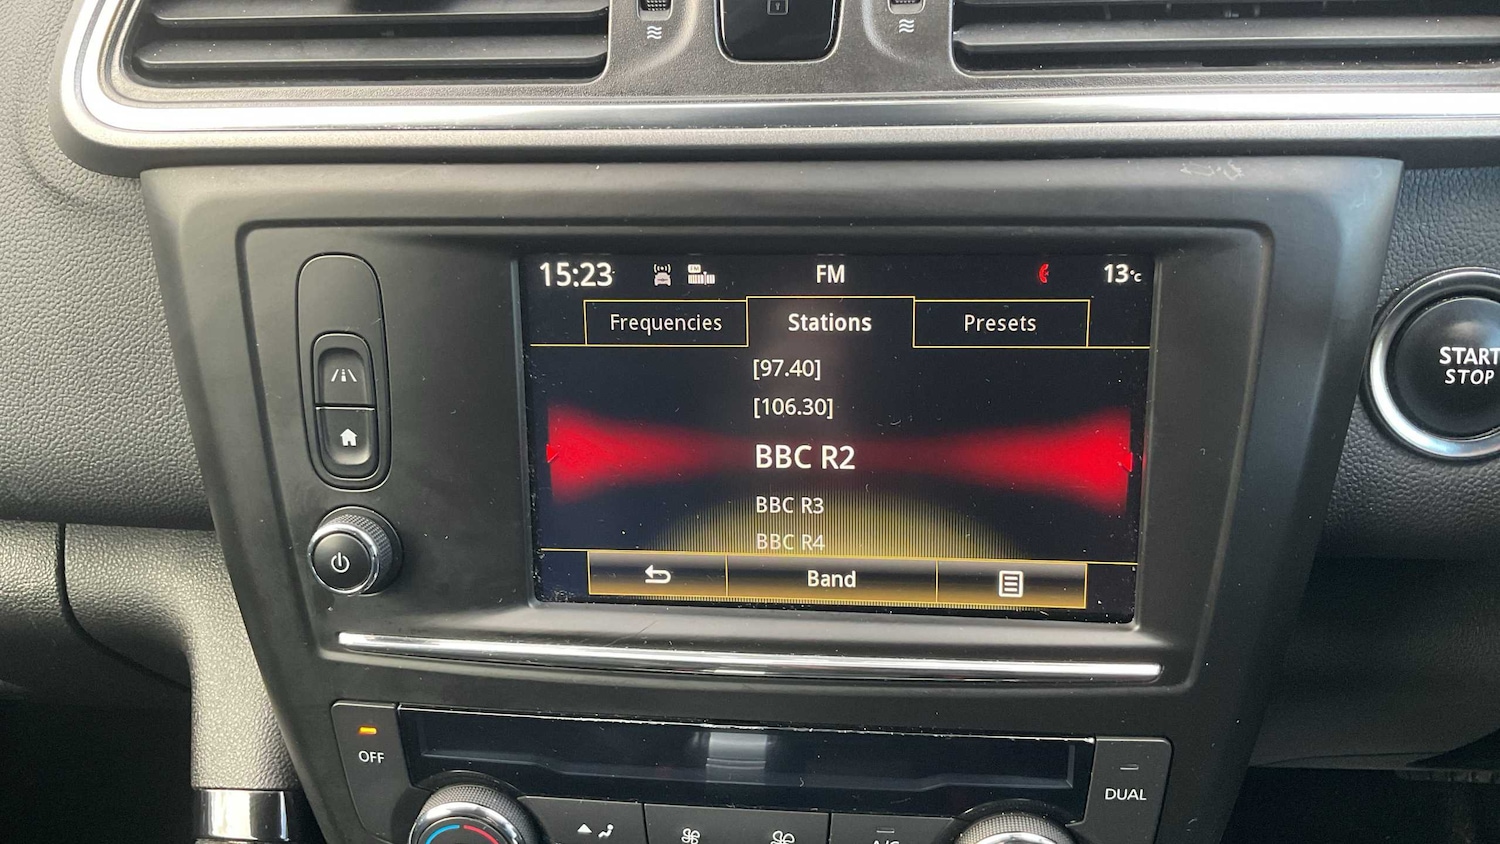 15:23 FM 13°C
Frequencies Stations Presets
[97.40]
[106.30]
BBC R2
BBC R3
BBC R4
Band
START
STOP
OFF
DUAL
A/C